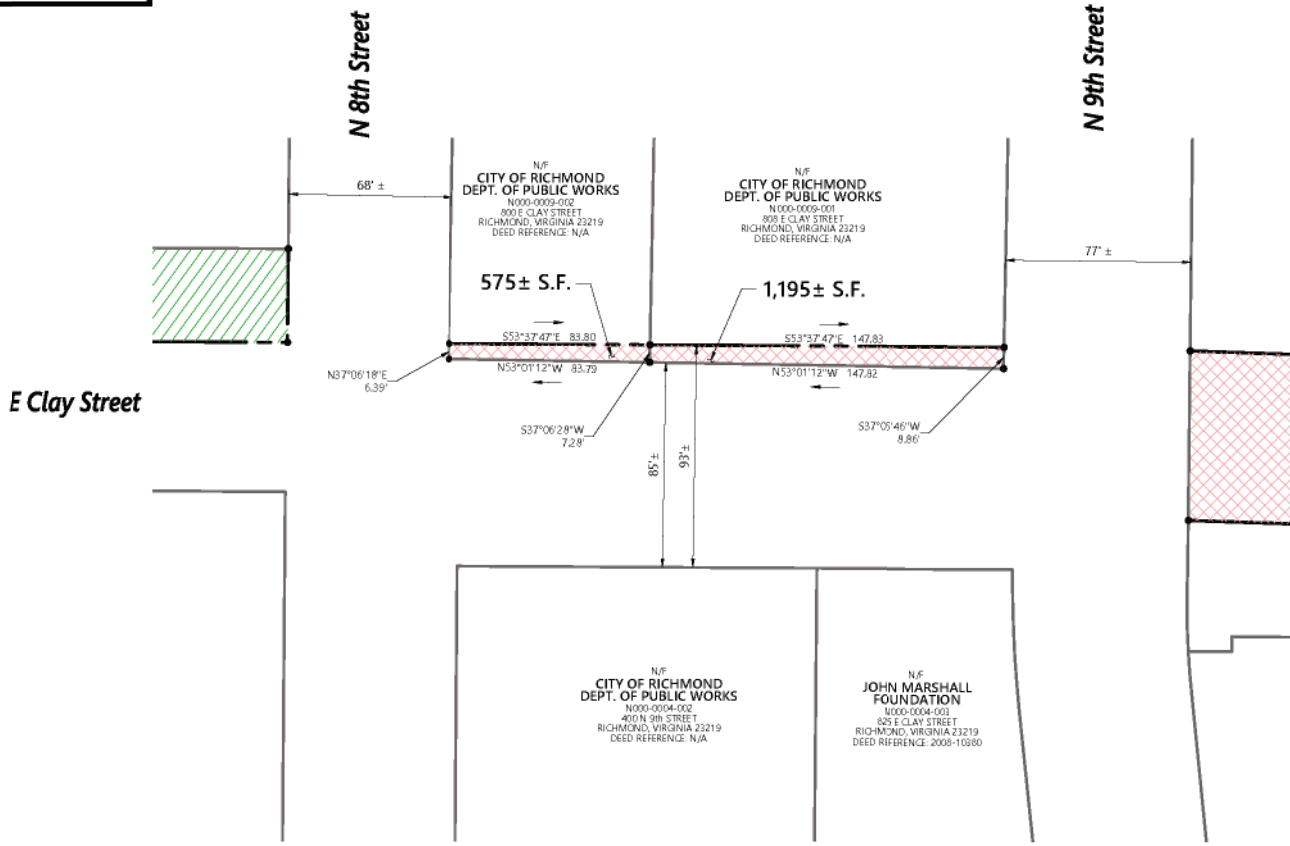 N 8th Street
N 9th Street
68' ±
N/F
CITY OF RICHMOND
DEPT. OF PUBLIC WORKS
N000-0009-002
800 E CLAY STREET
RICHMOND, VIRGINIA 23219
DEED REFERENCE: N/A
N/F
CITY OF RICHMOND
DEPT. OF PUBLIC WORKS
N000-0009-001
808 E CLAY STREET
RICHMOND, VIRGINIA 23219
DEED REFERENCE: N/A
77' ±
575± S.F.
1,195± S.F.
S53°37'47"E 83.80
S53°37'47"E 147.83
N53°01'12"W 83.79
N53°01'12"W 147.82
N37°06'18"E
6.39'
E Clay Street
S37°06'28"W
7.28'
S37°05'46"W
8.86'
85'±
93'±
N/F
CITY OF RICHMOND
DEPT. OF PUBLIC WORKS
N000-0004-002
400 N 9th STREET
RICHMOND, VIRGINIA 23219
DEED REFERENCE: N/A
N/F
JOHN MARSHALL
FOUNDATION
N000-0004-003
825 E CLAY STREET
RICHMOND, VIRGINIA 23219
DEED REFERENCE: 2008-10380